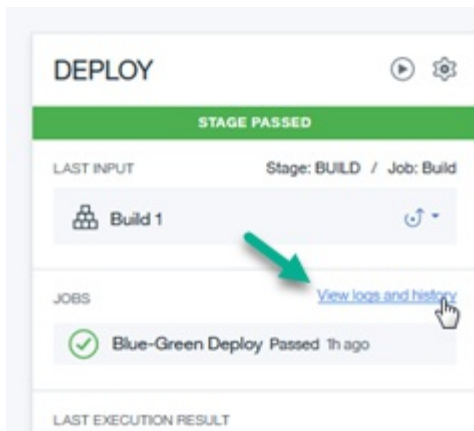 DEPLOY
STAGE PASSED
LAST INPUT Stage: BUILD / Job: Build
Build 1
JOBS View logs and history
Blue-Green Deploy Passed 1h ago
LAST EXECUTION RESULT